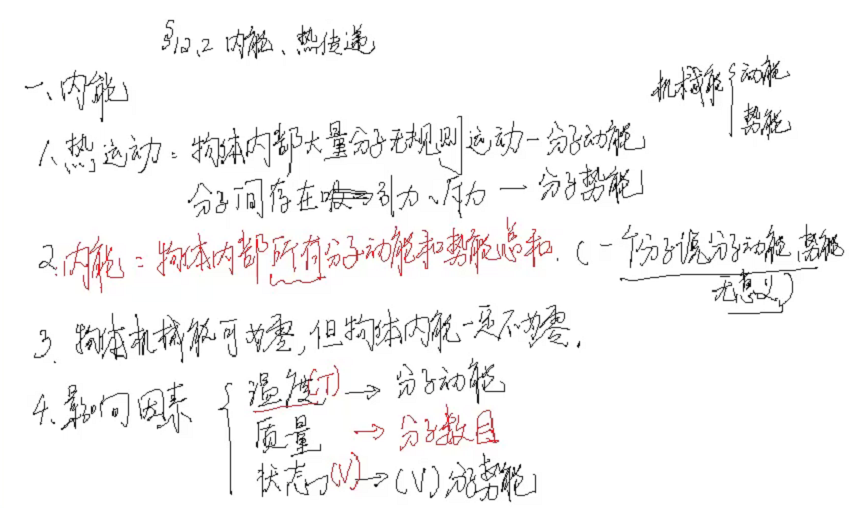 §12.2 内能、热传递
一、内能
机械能{动能
势能
1、热运动:物体内部大量分子无规则运动—分子动能
分子间存在引力、斥力—分子势能
2.内能:物体内部所有分子动能和势能总和.(一个分子谈分子动能、势能
无意义)
3.物体机械能可为零,但物体内能一定不为零.
4、影响因素{温度(T)→分子动能
质量→分子数目
状态(V)→(V)分子势能